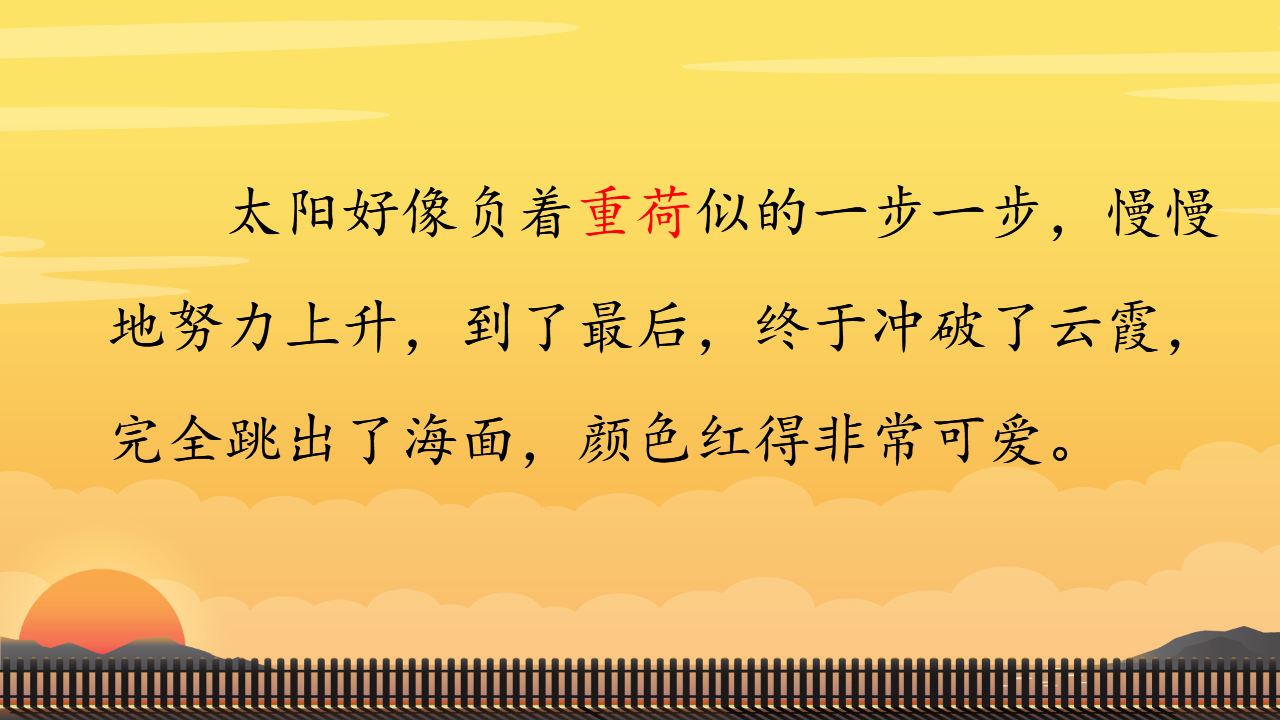 太阳好像负着重荷似的一步一步，慢慢
地努力上升，到了最后，终于冲破了云霞，
完全跳出了海面，颜色红得非常可爱。